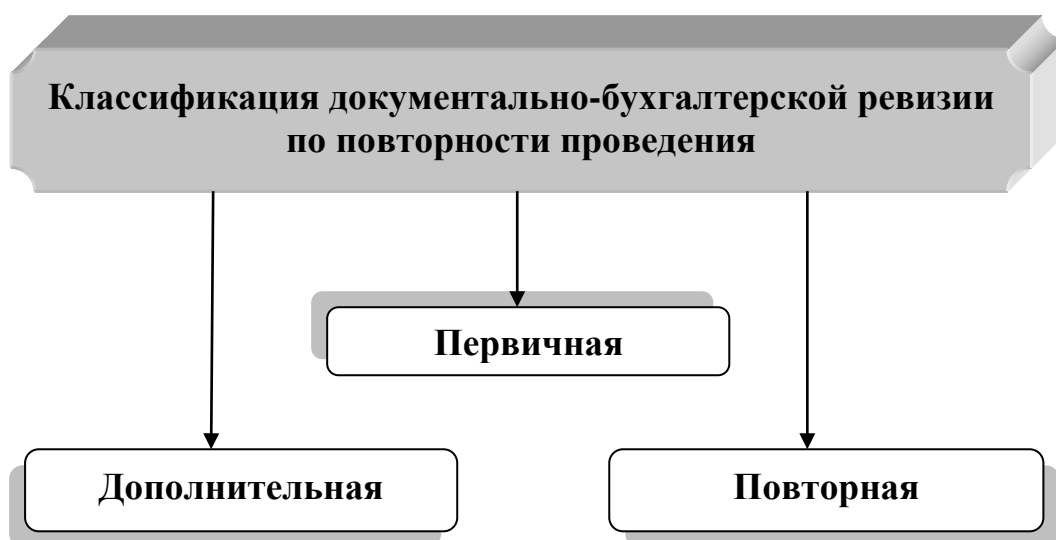 Классификация документально-бухгалтерской ревизии
по повторности проведения
Первичная
Дополнительная
Повторная